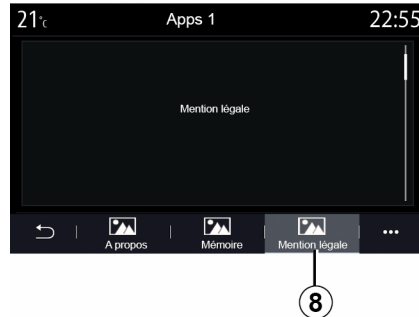 21°c Apps 1 22:55
Mention légale
A propos Mémoire Mention légale
8